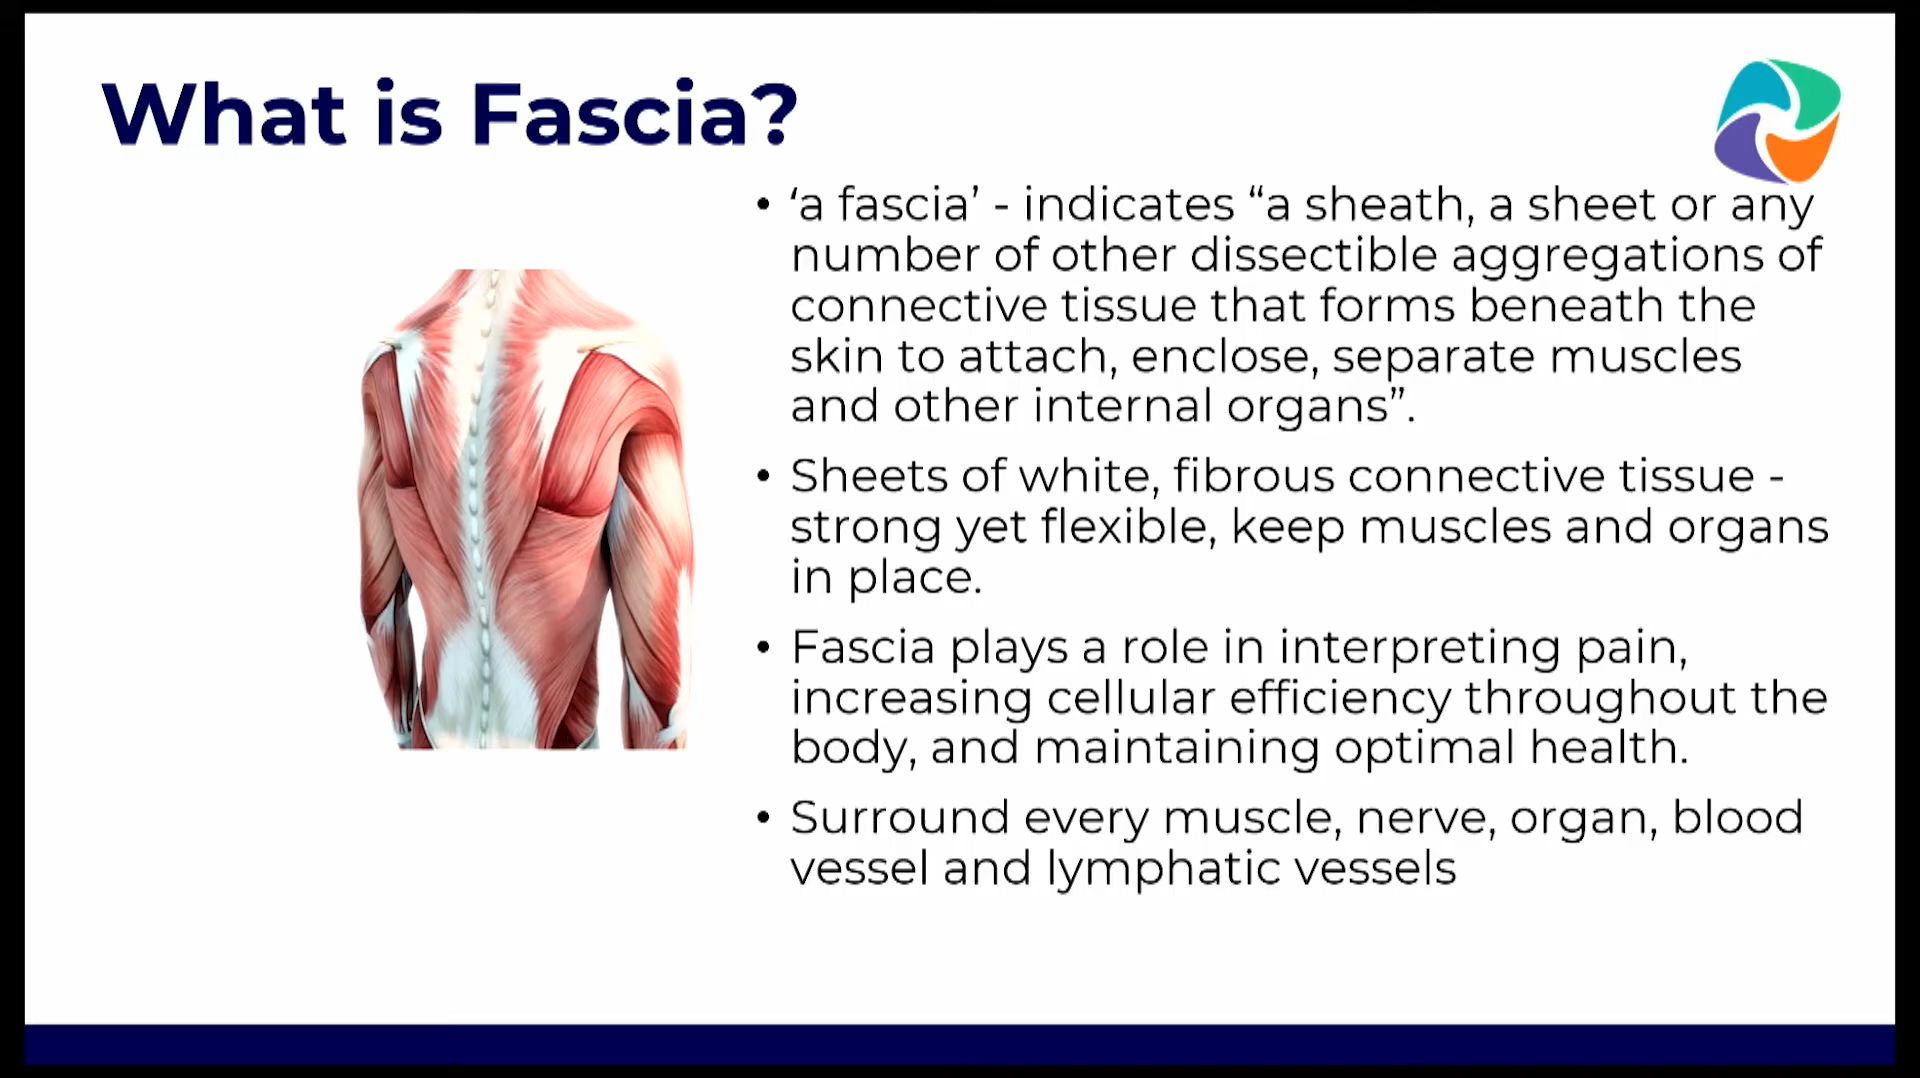 What is Fascia?
• ‘a fascia’ - indicates “a sheath, a sheet or any
number of other dissectible aggregations of
connective tissue that forms beneath the
skin to attach, enclose, separate muscles
and other internal organs”.
• Sheets of white, fibrous connective tissue -
strong yet flexible, keep muscles and organs
in place.
• Fascia plays a role in interpreting pain,
increasing cellular efficiency throughout the
body, and maintaining optimal health.
• Surround every muscle, nerve, organ, blood
vessel and lymphatic vessels